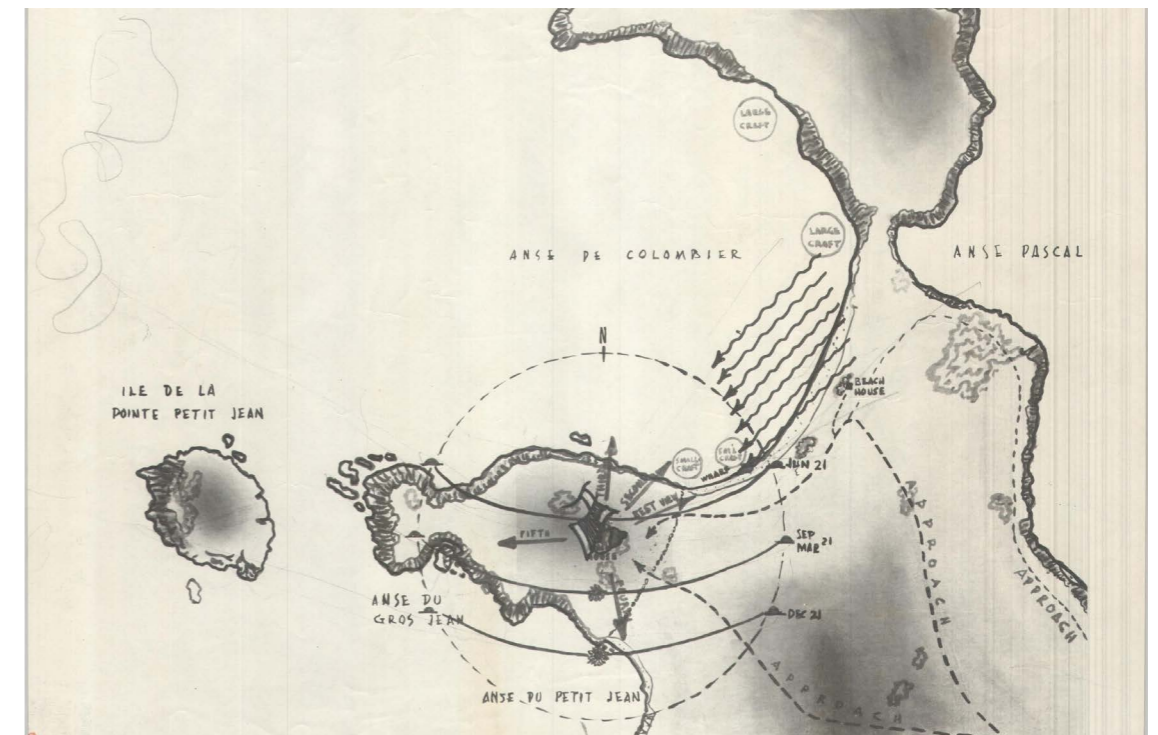 LARGE
CRAFT
LARGE
CRAFT
ANSE DE COLOMBIER
ANSE PASCAL
N
BEACH
HOUSE
ILE DE LA
POINTE PETIT JEAN
SMALL
CRAFT
WHARF
JUN 21
THIRD
SECOND
BEST VIEW
FIFTH
SEP
MAR 21
APPROACH
APPROACH
ANSE DU
GROS JEAN
DEC 21
APPROACH
ANSE DU PETIT JEAN